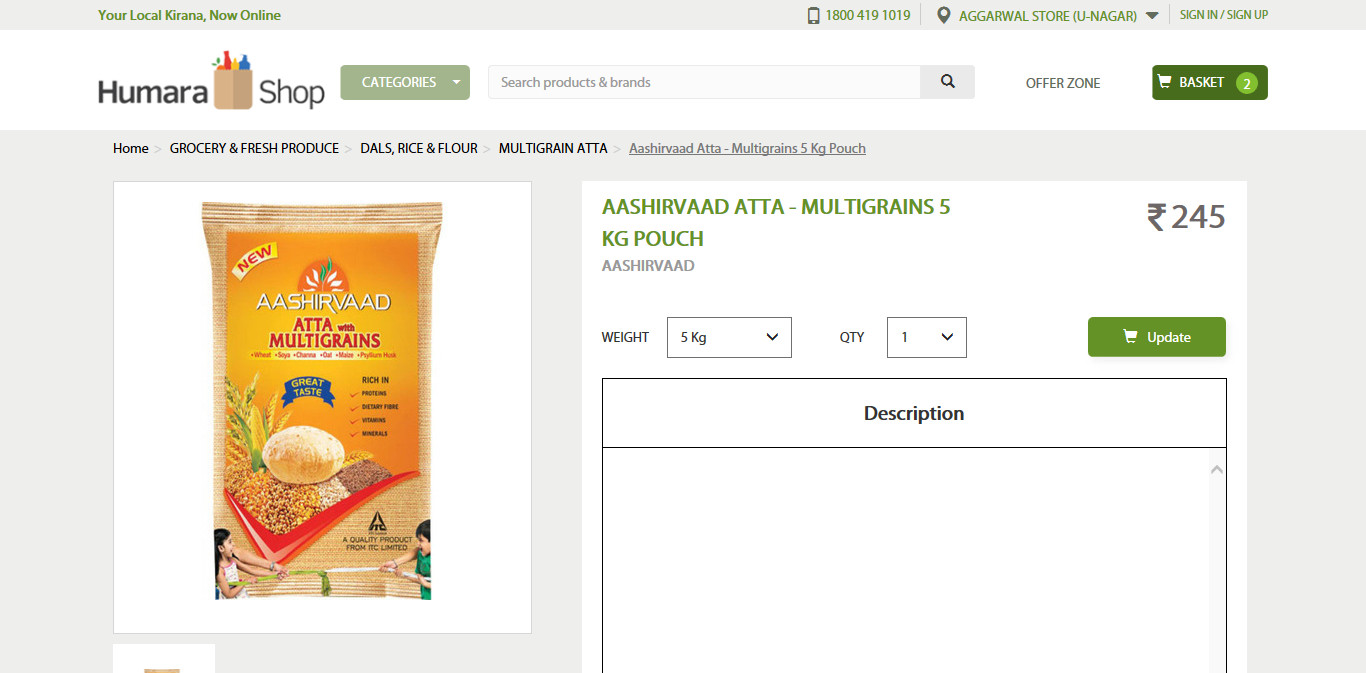 Your Local Kirana, Now Online
1800 419 1019
AGGARWAL STORE (U-NAGAR)
SIGN IN / SIGN UP
Humara Shop
CATEGORIES
Search products & brands
OFFER ZONE
BASKET 2
Home > GROCERY & FRESH PRODUCE > DALS, RICE & FLOUR > MULTIGRAIN ATTA > Aashirvaad Atta - Multigrains 5 Kg Pouch
NEW
AASHIRVAAD
ATTA with
MULTIGRAINS
•Wheat •Soya •Channa •Oat •Maize •Psyllium Husk
GREAT
TASTE
RICH IN
PROTEINS
DIETARY FIBRE
VITAMINS
MINERALS
ITC
A QUALITY PRODUCT
FROM ITC LIMITED
AASHIRVAAD ATTA - MULTIGRAINS 5
KG POUCH
₹ 245
AASHIRVAAD
WEIGHT 5 Kg QTY 1 Update
Description